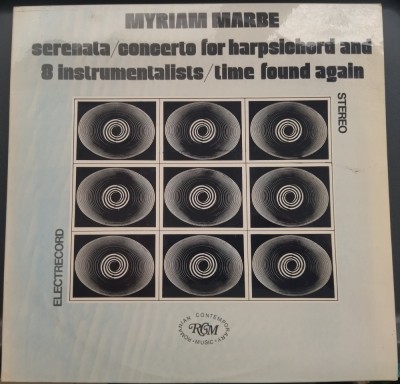 MYRIAM MARBE
serenata/concerto for harpsichord and
8 instrumentalists/time found again
STEREO
ELECTRECORD
ROMANIAN CONTEMPORARY
RCM
MUSIC